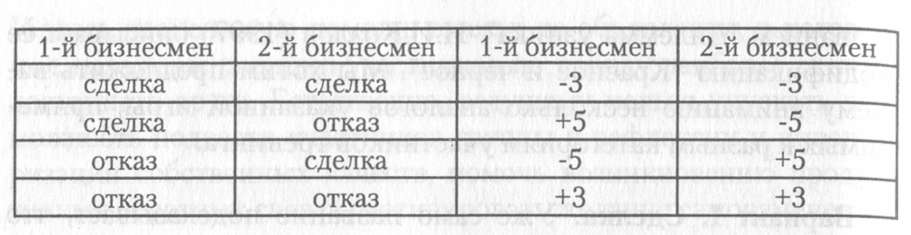 1-й бизнесмен 2-й бизнесмен 1-й бизнесмен 2-й бизнесмен
сделка сделка -3 -3
сделка отказ +5 -5
отказ сделка -5 +5
отказ отказ +3 +3